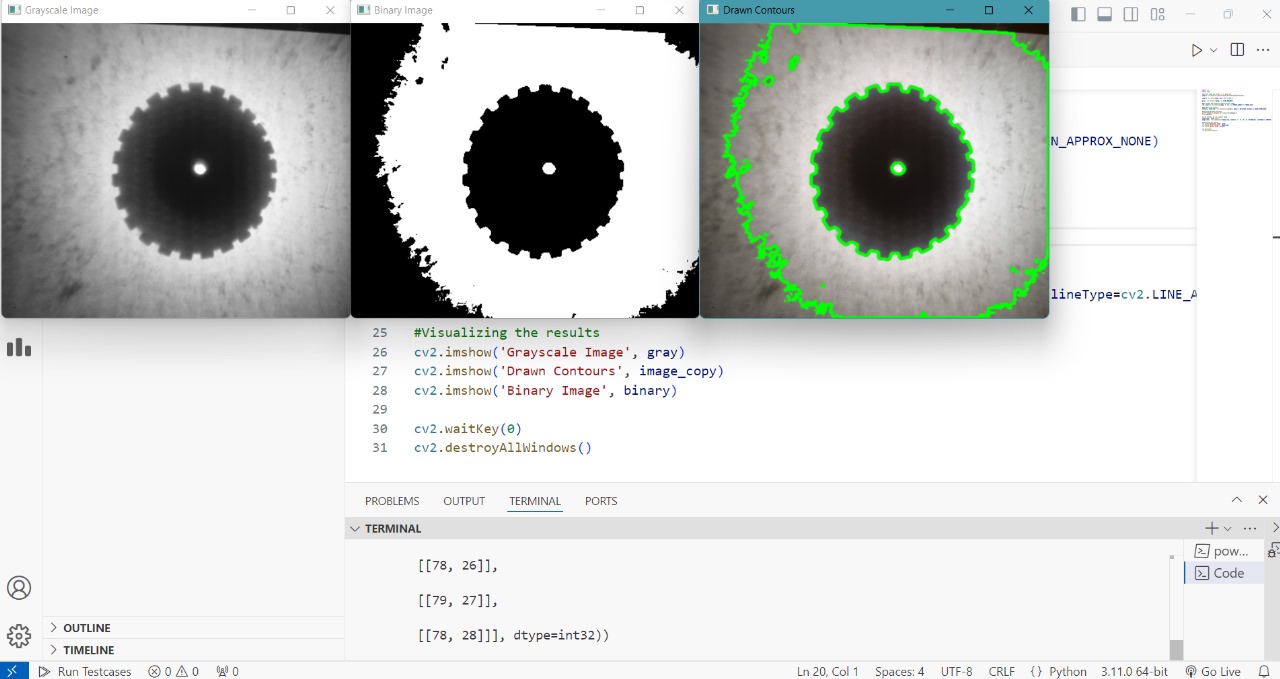 Grayscale Image
Binary Image
Drawn Contours
N_APPROX_NONE)
lineType=cv2.LINE_A
25 #Visualizing the results
26 cv2.imshow('Grayscale Image', gray)
27 cv2.imshow('Drawn Contours', image_copy)
28 cv2.imshow('Binary Image', binary)
29
30 cv2.waitKey(0)
31 cv2.destroyAllWindows()
PROBLEMS OUTPUT TERMINAL PORTS
TERMINAL
[[78, 26]],
[[79, 27]],
[[78, 28]]], dtype=int32))
pow...
Code
OUTLINE
TIMELINE
Run Testcases 0 0 0 Ln 20, Col 1 Spaces: 4 UTF-8 CRLF {} Python 3.11.0 64-bit Go Live